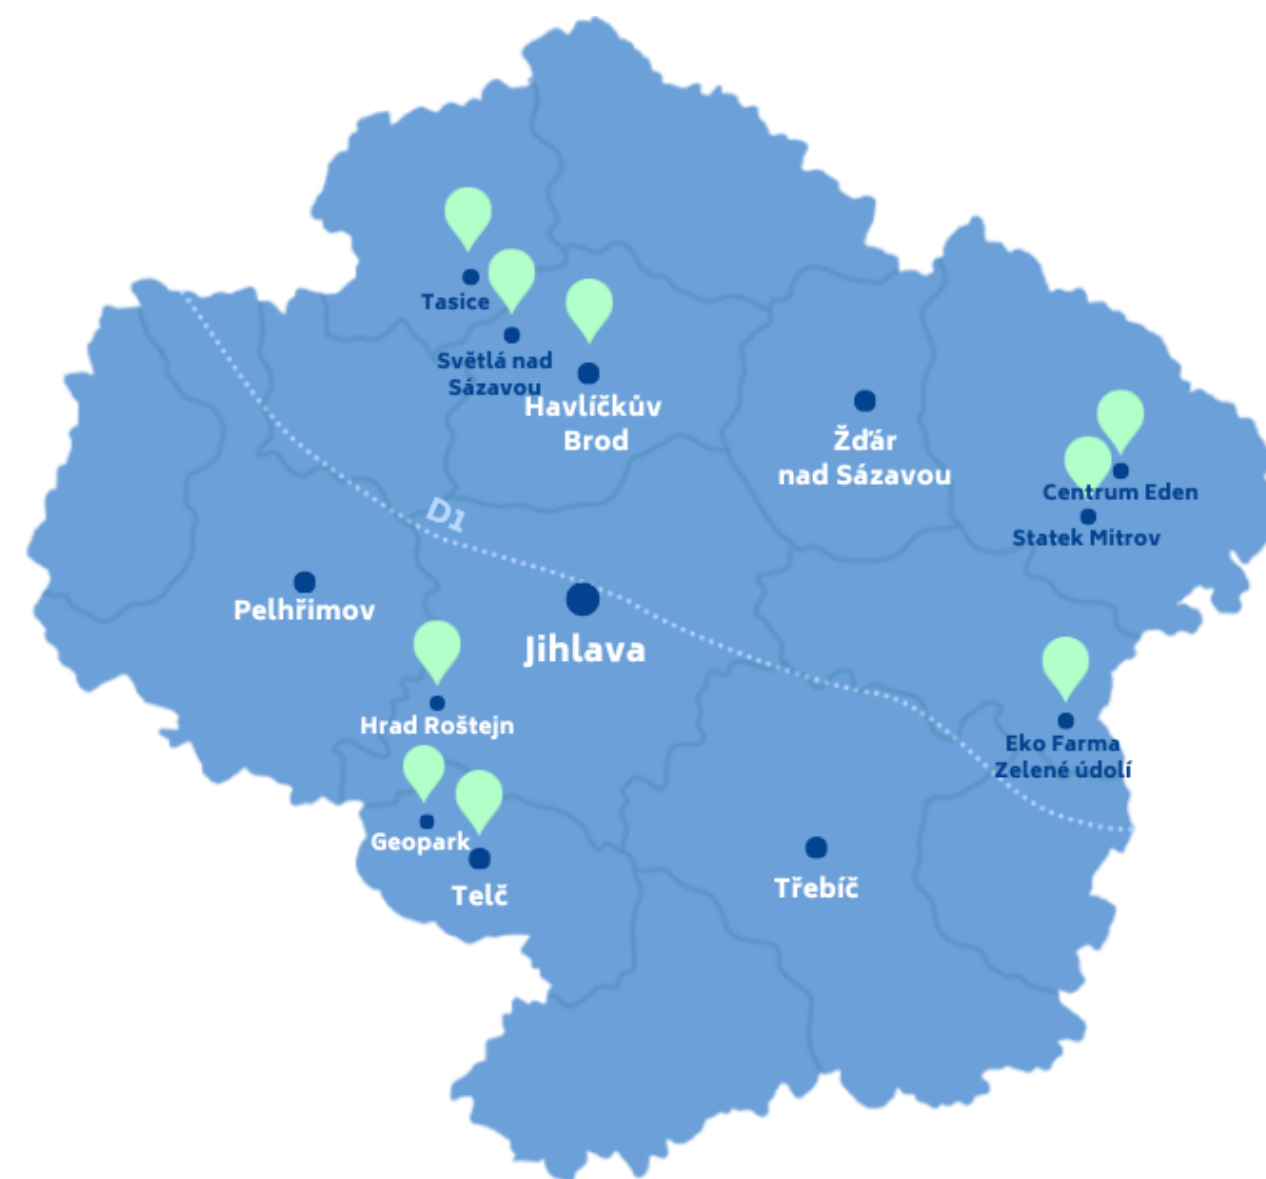 Tasice
Světlá nad
Sázavou
Havlíčkův
Brod
Žďár
nad Sázavou
Centrum Eden
Statek Mitrov
D1
Pelhřimov
Jihlava
Hrad Roštejn
Eko Farma
Zelené údolí
Geopark
Telč
Třebíč